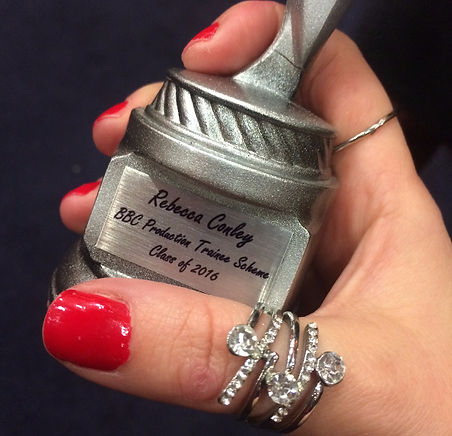 Rebecca Conley
BBC Production Trainee Scheme
Class of 2016